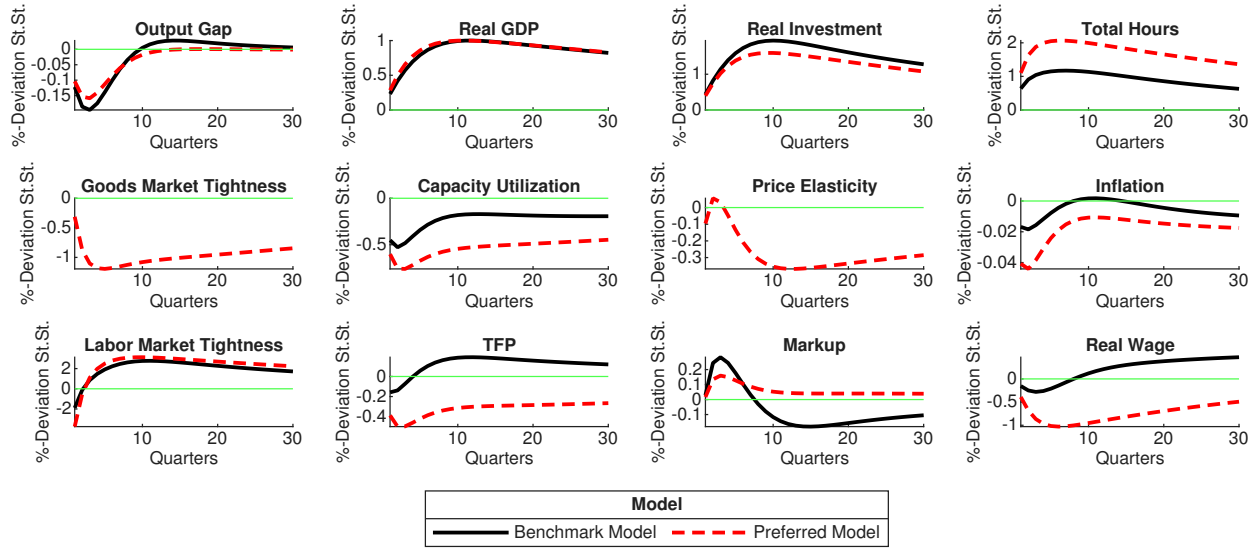 Output Gap Real GDP Real Investment Total Hours
%-Deviation St.St. 0 -0.05 -0.1 -0.15 10 20 30 Quarters
%-Deviation St.St. 1 0.5 0 10 20 30 Quarters
%-Deviation St.St. 1 0 10 20 30 Quarters
%-Deviation St.St. 2 1 0 10 20 30 Quarters
Goods Market Tightness Capacity Utilization Price Elasticity Inflation
%-Deviation St.St. 0 -0.5 -1 10 20 30 Quarters
%-Deviation St.St. 0 -0.5 10 20 30 Quarters
%-Deviation St.St. 0 -0.1 -0.2 -0.3 10 20 30 Quarters
%-Deviation St.St. 0 -0.02 -0.04 10 20 30 Quarters
Labor Market Tightness TFP Markup Real Wage
%-Deviation St.St. 2 0 -2 10 20 30 Quarters
%-Deviation St.St. 0 -0.2 -0.4 10 20 30 Quarters
%-Deviation St.St. 0.2 0.1 0 -0.1 10 20 30 Quarters
%-Deviation St.St. 0 -0.5 -1 10 20 30 Quarters
Model
Benchmark Model Preferred Model